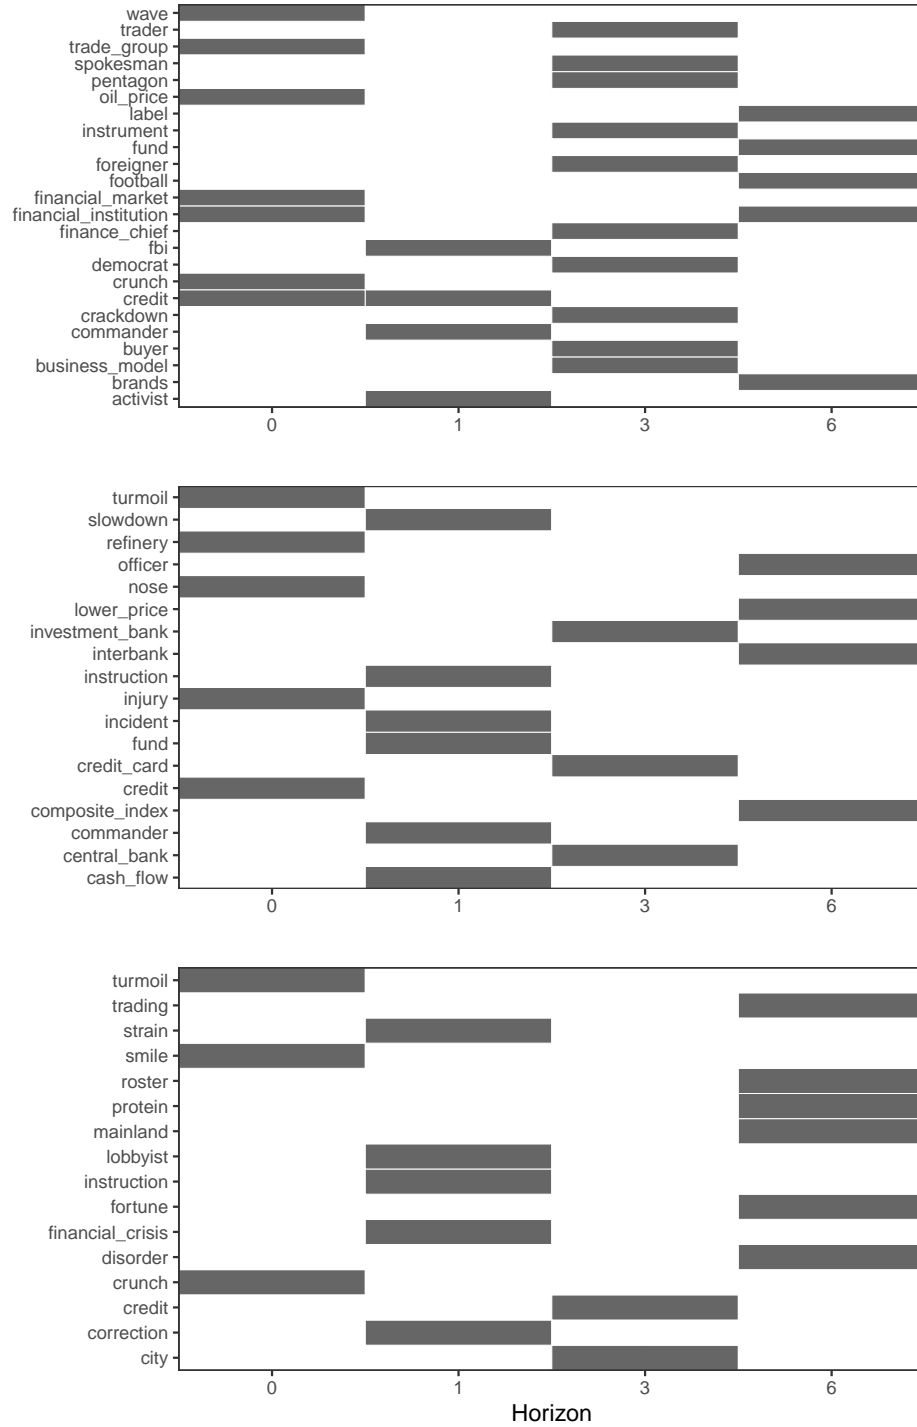 wave
trader
trade_group
spokesman
pentagon
oil_price
label
instrument
fund
foreigner
football
financial_market
financial_institution
finance_chief
fbi
democrat
crunch
credit
crackdown
commander
buyer
business_model
brands
activist
0 1 3 6
turmoil
slowdown
refinery
officer
nose
lower_price
investment_bank
interbank
instruction
injury
incident
fund
credit_card
credit
composite_index
commander
central_bank
cash_flow
0 1 3 6
turmoil
trading
strain
smile
roster
protein
mainland
lobbyist
instruction
fortune
financial_crisis
disorder
crunch
credit
correction
city
0 1 3 6
Horizon